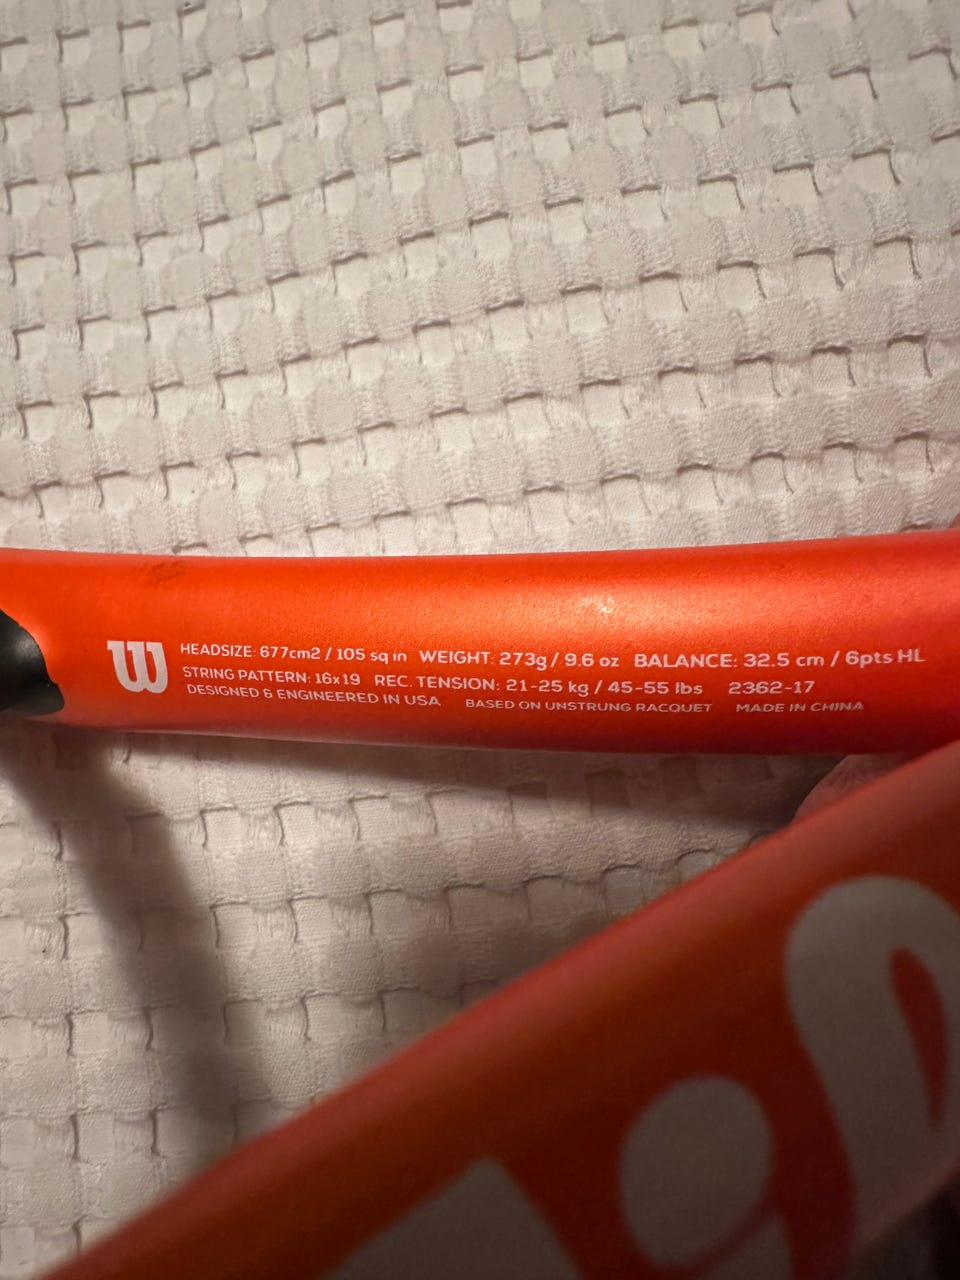 W
HEADSIZE: 677cm2 / 105 sq in WEIGHT: 273g / 9.6 oz BALANCE: 32.5 cm / 6pts HL
STRING PATTERN: 16x19 REC. TENSION: 21-25 kg / 45-55 lbs 2362-17
DESIGNED & ENGINEERED IN USA BASED ON UNSTRUNG RACQUET MADE IN CHINA